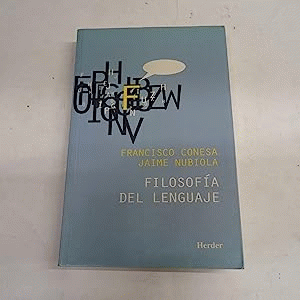 FRANCISCO CONESA
JAIME NUBIOLA
FILOSOFÍA
DEL LENGUAJE
Herder